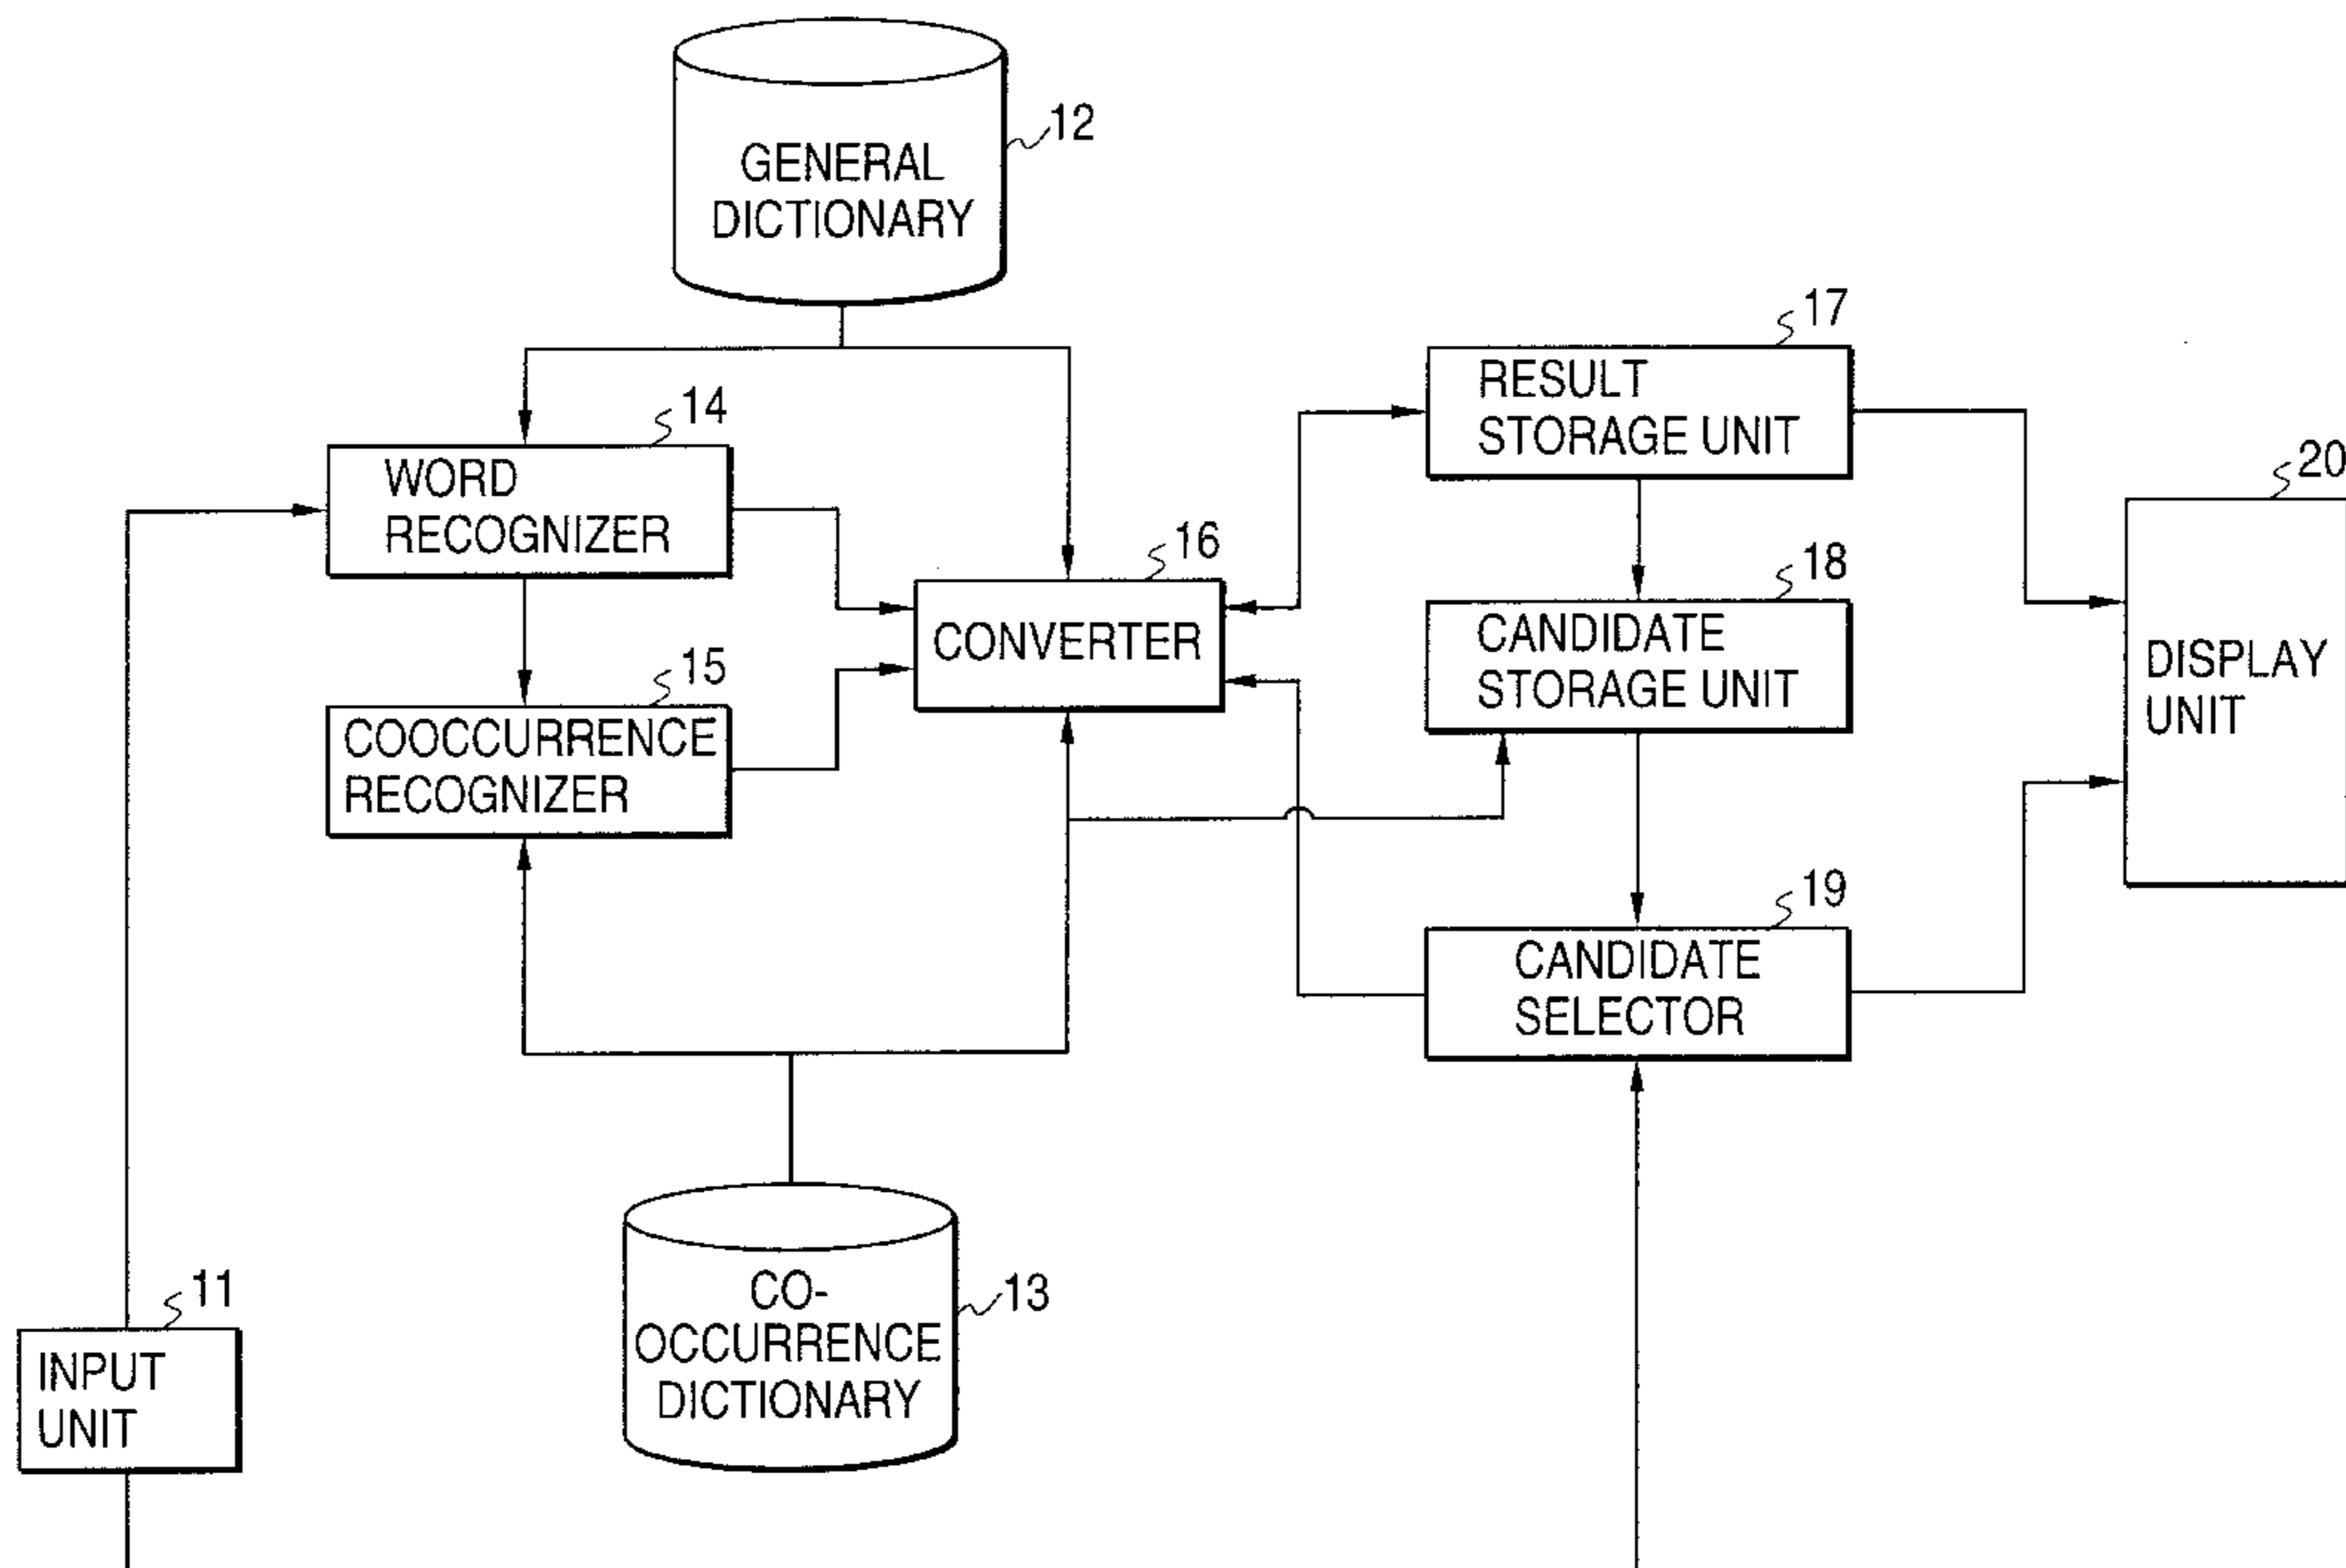 12
GENERAL
DICTIONARY
17
RESULT
STORAGE UNIT
14
WORD
RECOGNIZER
20
16
CONVERTER
18
CANDIDATE
STORAGE UNIT
DISPLAY
UNIT
15
COOCCURRENCE
RECOGNIZER
19
CANDIDATE
SELECTOR
11
INPUT
UNIT
13
CO-
OCCURRENCE
DICTIONARY